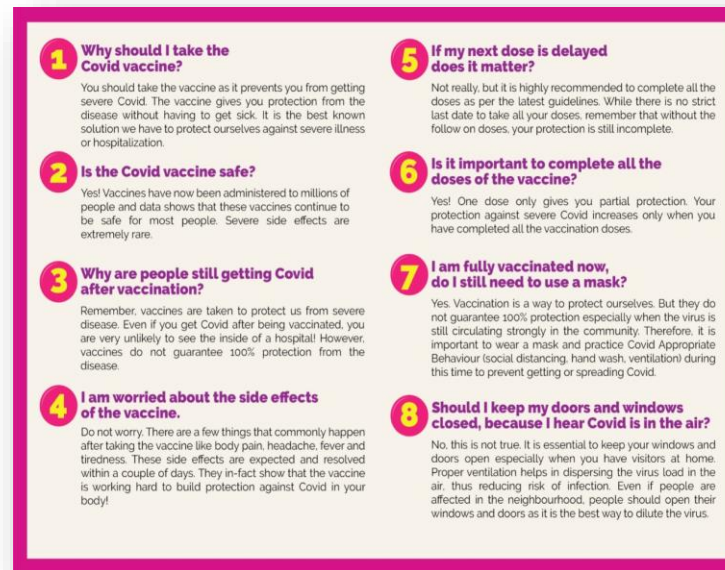 1
Why should I take the
Covid vaccine?
You should take the vaccine as it prevents you from getting
severe Covid. The vaccine gives you protection from the
disease without having to get sick. It is the best known
solution we have to protect ourselves against severe illness
or hospitalization.
2
Is the Covid vaccine safe?
Yes! Vaccines have now been administered to millions of
people and data shows that these vaccines continue to
be safe for most people. Severe side effects are
extremely rare.
3
Why are people still getting Covid
after vaccination?
Remember, vaccines are taken to protect us from severe
disease. Even if you get Covid after being vaccinated, you
are very unlikely to see the inside of a hospital! However,
vaccines do not guarantee 100% protection from the
disease.
4
I am worried about the side effects
of the vaccine.
Do not worry. There are a few things that commonly happen
after taking the vaccine like body pain, headache, fever and
tiredness. These side effects are expected and resolved
within a couple of days. They in-fact show that the vaccine
is working hard to build protection against Covid in your
body!
5
If my next dose is delayed
does it matter?
Not really, but it is highly recommended to complete all the
doses as per the latest guidelines. While there is no strict
last date to take all your doses, remember that without the
follow on doses, your protection is still incomplete.
6
Is it important to complete all the
doses of the vaccine?
Yes! One dose only gives you partial protection. Your
protection against severe Covid increases only when you
have completed all the vaccination doses.
7
I am fully vaccinated now,
do I still need to use a mask?
Yes. Vaccination is a way to protect ourselves. But they do
not guarantee 100% protection especially when the virus is
still circulating strongly in the community. Therefore, it is
important to wear a mask and practice Covid Appropriate
Behaviour (social distancing, hand wash, ventilation) during
this time to prevent getting or spreading Covid.
8
Should I keep my doors and windows
closed, because I hear Covid is in the air?
No, this is not true. It is essential to keep your windows and
doors open especially when you have visitors at home.
Proper ventilation helps in dispersing the virus load in the
air, thus reducing risk of infection. Even if people are
affected in the neighbourhood, people should open their
windows and doors as it is the best way to dilute the virus.